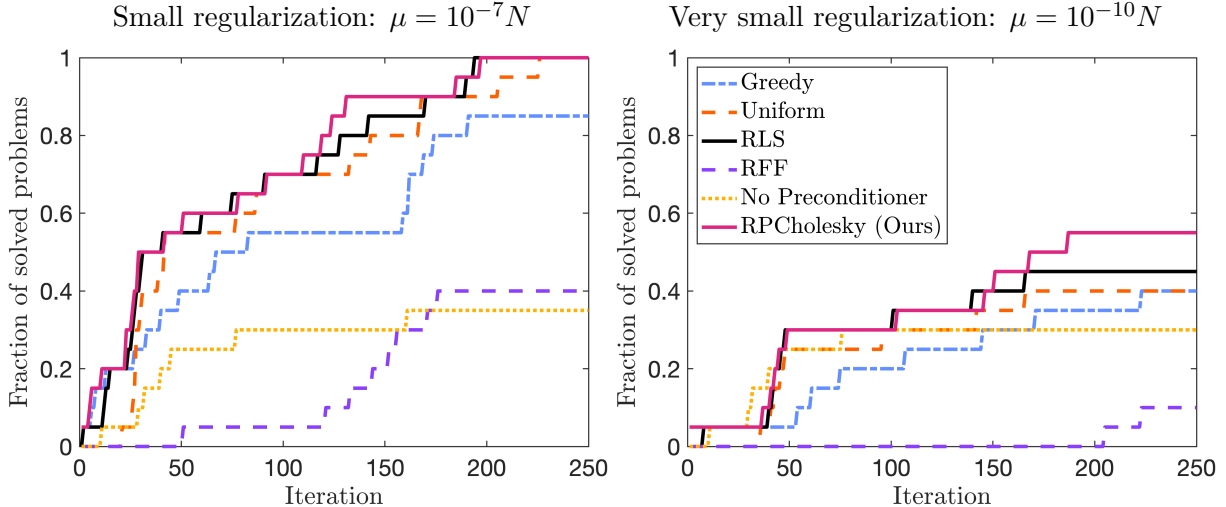 Small regularization: μ = 10⁻⁷N
Fraction of solved problems
1
0.8
0.6
0.4
0.2
0
0 50 100 150 200 250
Iteration
Very small regularization: μ = 10⁻¹⁰N
Fraction of solved problems
1
0.8
0.6
0.4
0.2
0
Greedy
Uniform
RLS
RFF
No Preconditioner
RPCholesky (Ours)
0 50 100 150 200 250
Iteration